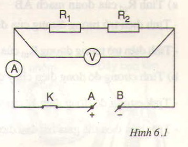 R₁ R₂
V
A
K A B
+ −
Hình 6.1